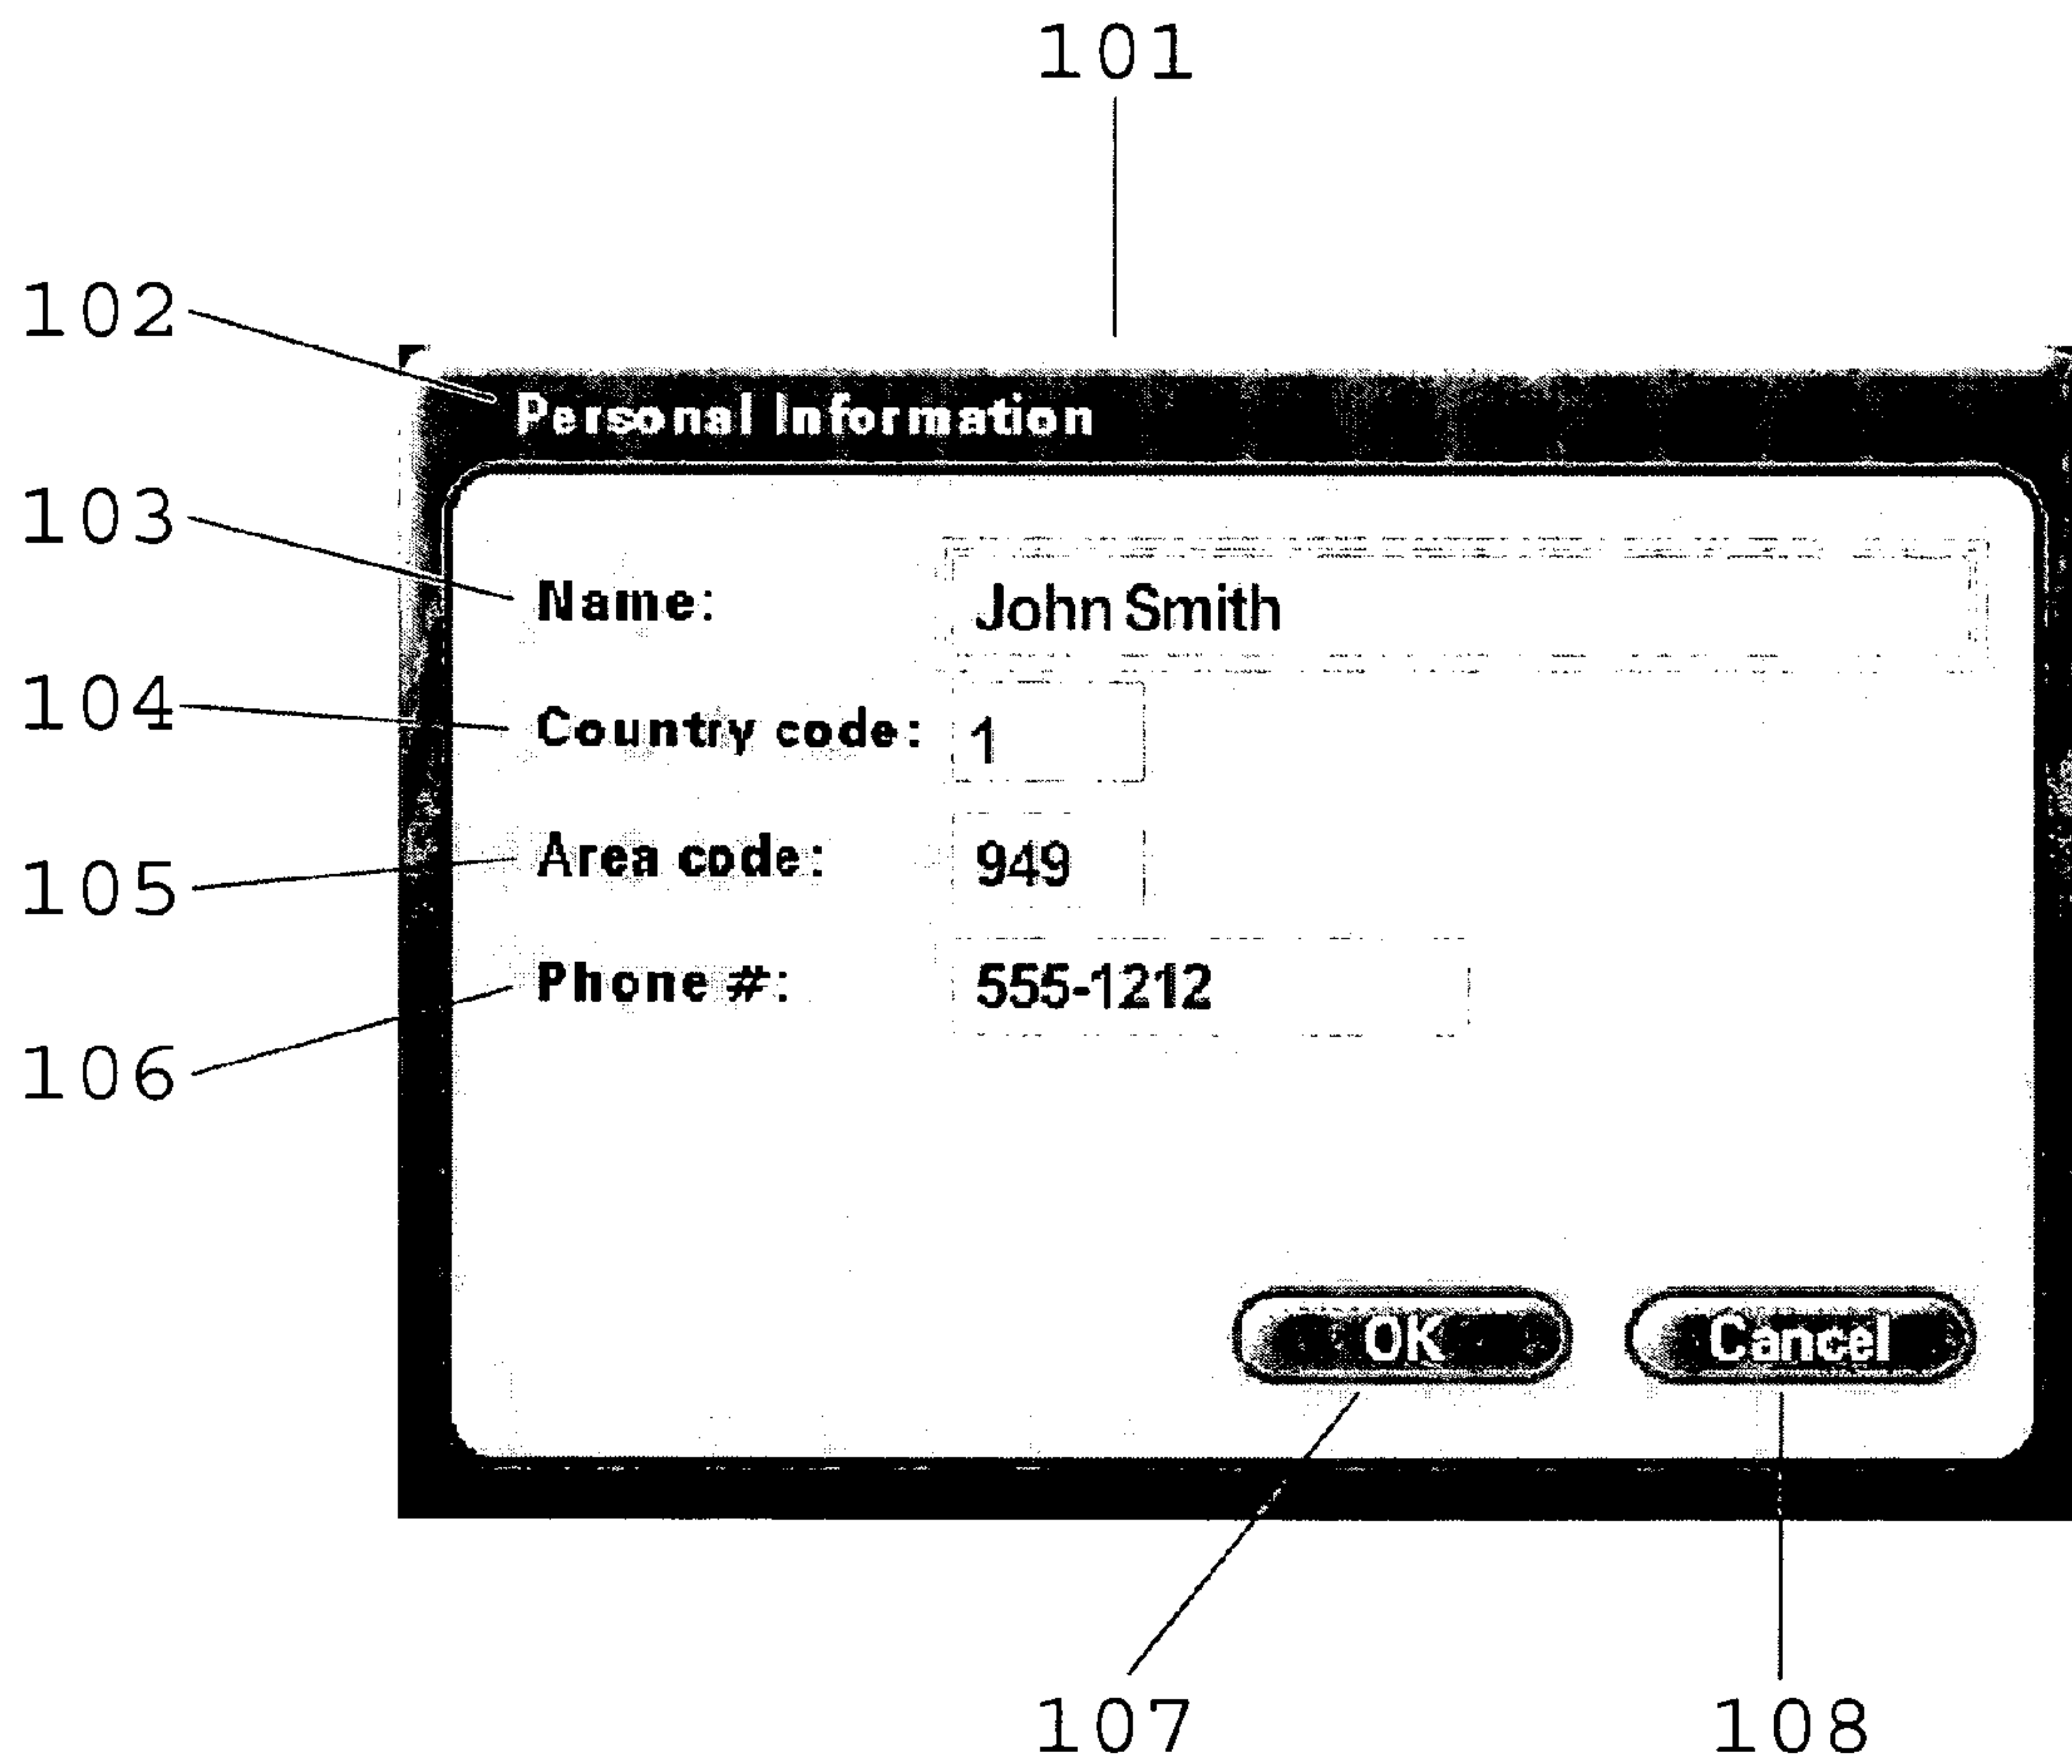 101
102
Personal Information
103
Name: John Smith
104
Country code: 1
105
Area code: 949
106
Phone #: 555-1212
OK Cancel
107 108